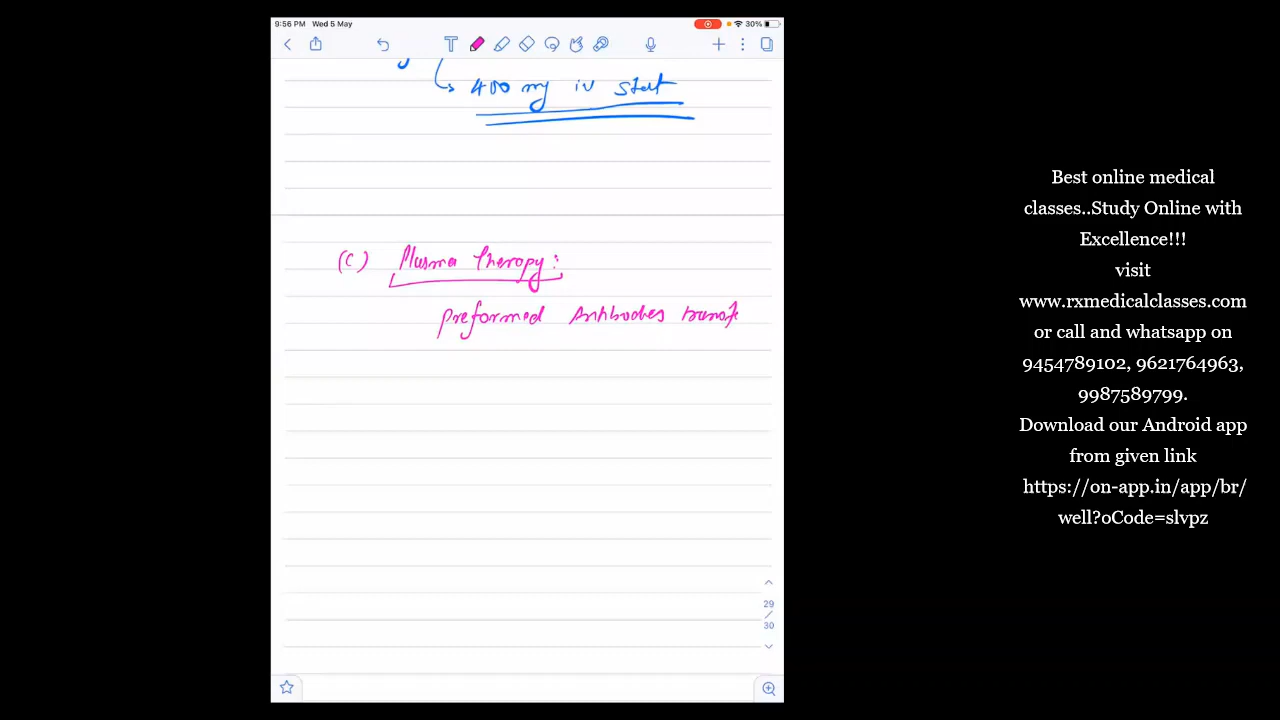 9:56 PM Wed 5 May
30%
400 mg iv stat
(C) Plasma Therapy:
preformed Antibodies transf
29
30
Best online medical
classes..Study Online with
Excellence!!!
visit
www.rxmedicalclasses.com
or call and whatsapp on
9454789102, 9621764963,
9987589799.
Download our Android app
from given link
https://on-app.in/app/br/
well?oCode=slvpz